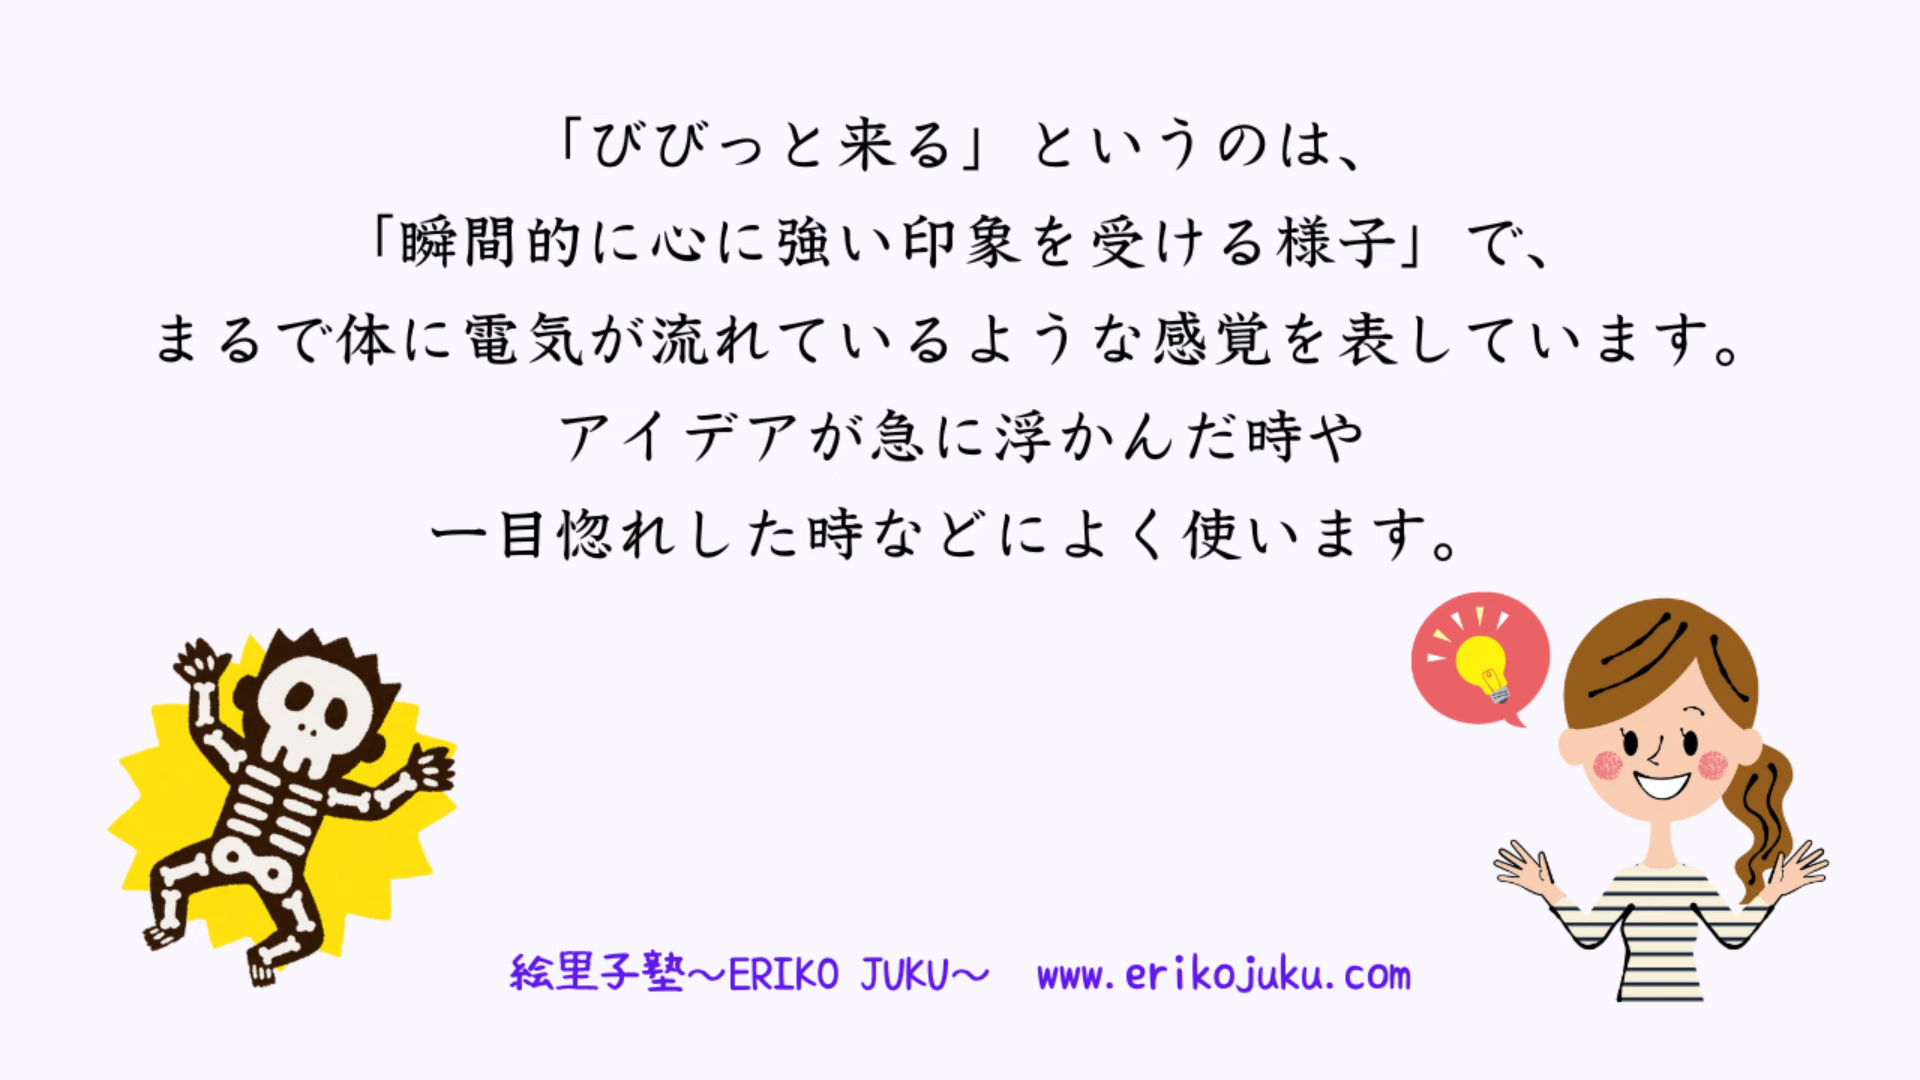 「びびっと来る」というのは、
「瞬間的に心に強い印象を受ける様子」で、
まるで体に電気が流れているような感覚を表しています。
アイデアが急に浮かんだ時や
一目惚れした時などによく使います。
絵里子塾～ERIKO JUKU～　www.erikojuku.com